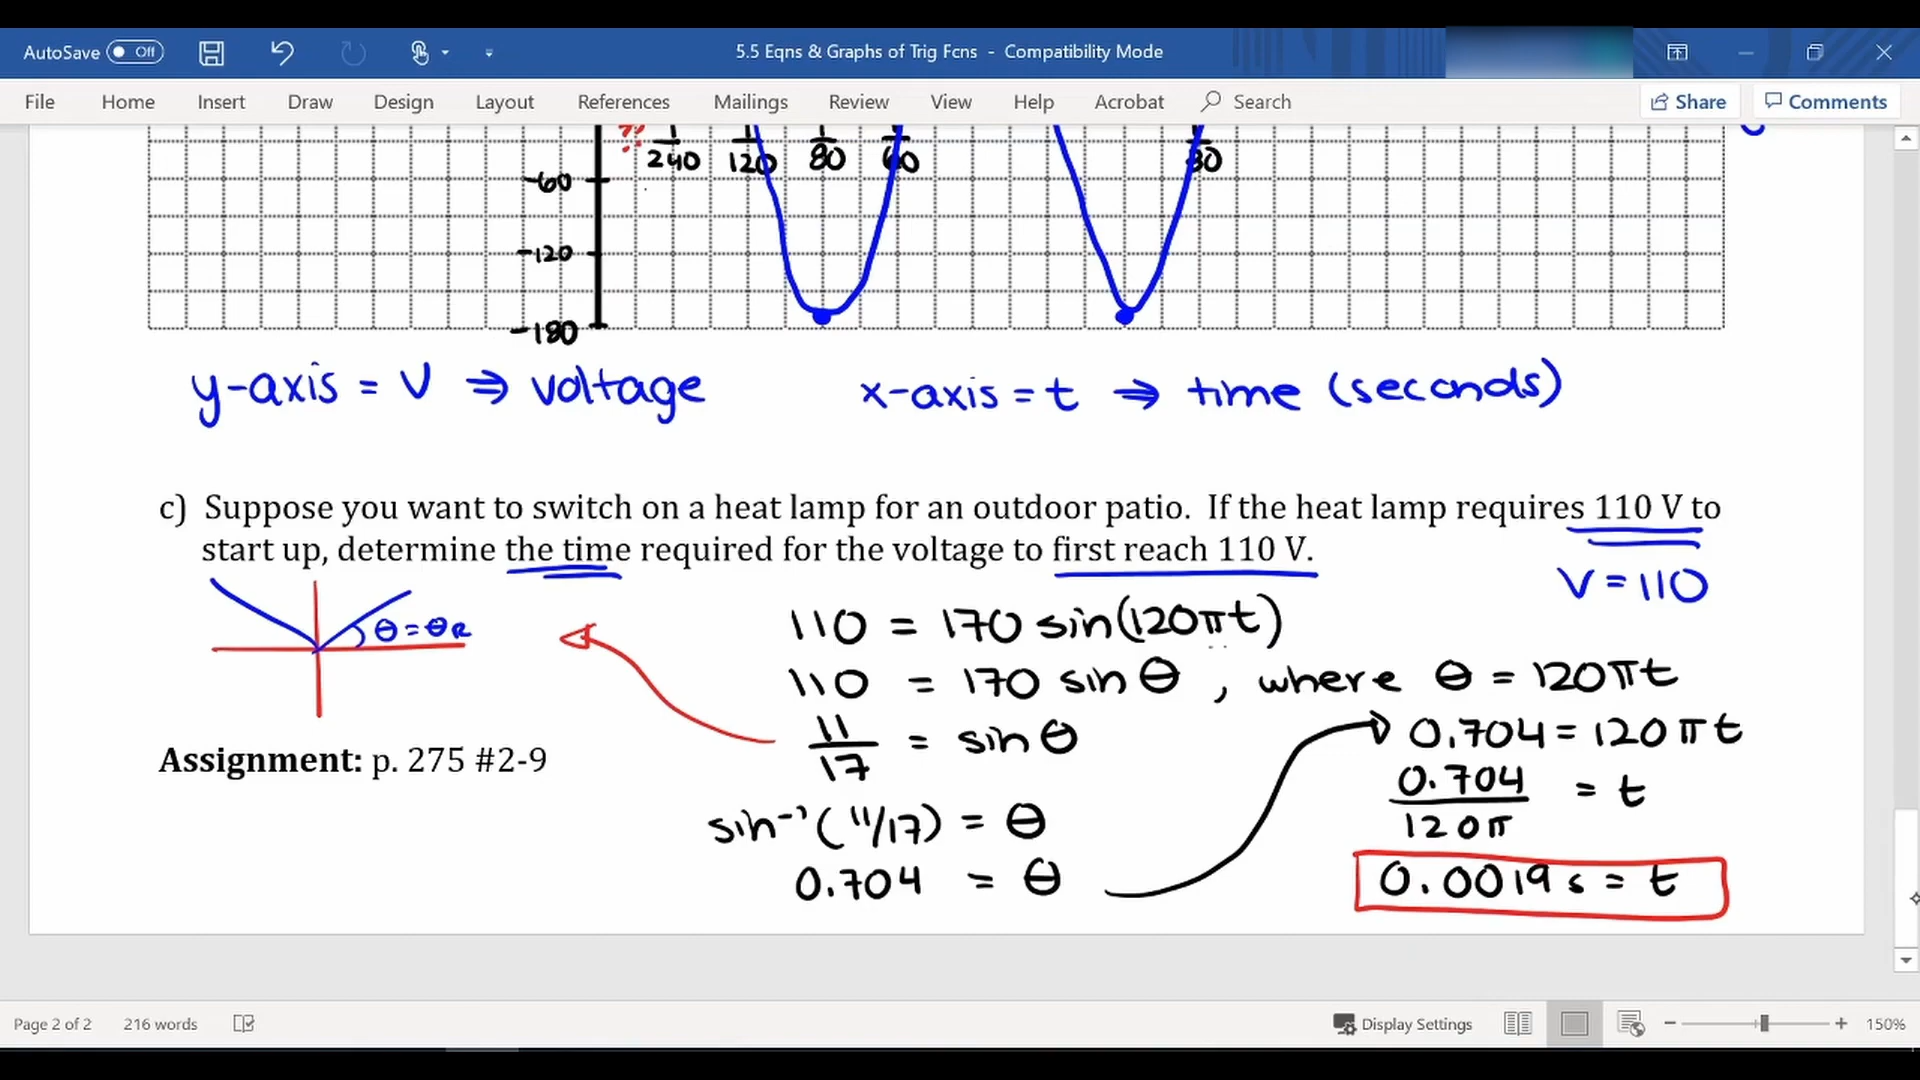 AutoSave Off
5.5 Eqns & Graphs of Trig Fcns - Compatibility Mode
File Home Insert Draw Design Layout References Mailings Review View Help Acrobat Search Share Comments
1/240 1/120 1/80 60 30
-60
-120
-180
y-axis = V ⇒ voltage
x-axis = t ⇒ time (seconds)
c) Suppose you want to switch on a heat lamp for an outdoor patio. If the heat lamp requires 110 V to
start up, determine the time required for the voltage to first reach 110 V.
V = 110
θ = θR
110 = 170 sin(120πt)
110 = 170 sin θ , where θ = 120πt
11/17 = sin θ
0.704 = 120πt
Assignment: p. 275 #2-9
0.704/120π = t
sin⁻¹(11/17) = θ
0.704 = θ
0.0019 s = t
Page 2 of 2 216 words
Display Settings 150%